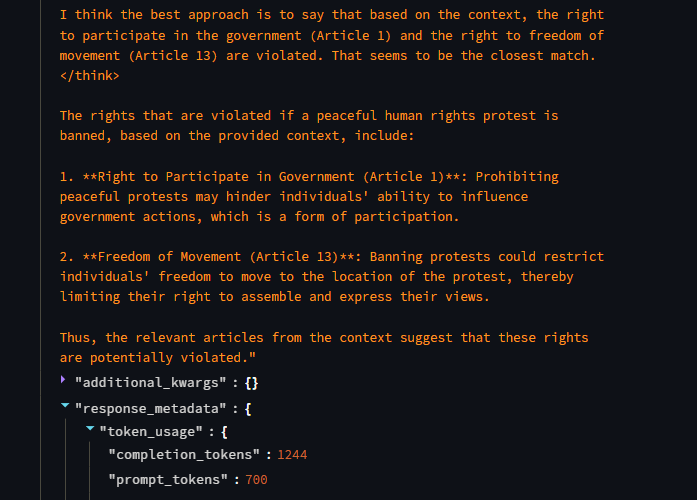 I think the best approach is to say that based on the context, the right
to participate in the government (Article 1) and the right to freedom of
movement (Article 13) are violated. That seems to be the closest match.
</think>
The rights that are violated if a peaceful human rights protest is
banned, based on the provided context, include:
1. **Right to Participate in Government (Article 1)**: Prohibiting
peaceful protests may hinder individuals' ability to influence
government actions, which is a form of participation.
2. **Freedom of Movement (Article 13)**: Banning protests could restrict
individuals' freedom to move to the location of the protest, thereby
limiting their right to assemble and express their views.
Thus, the relevant articles from the context suggest that these rights
are potentially violated."
"additional_kwargs" : {}
"response_metadata" : {
"token_usage" : {
"completion_tokens" : 1244
"prompt_tokens" : 700